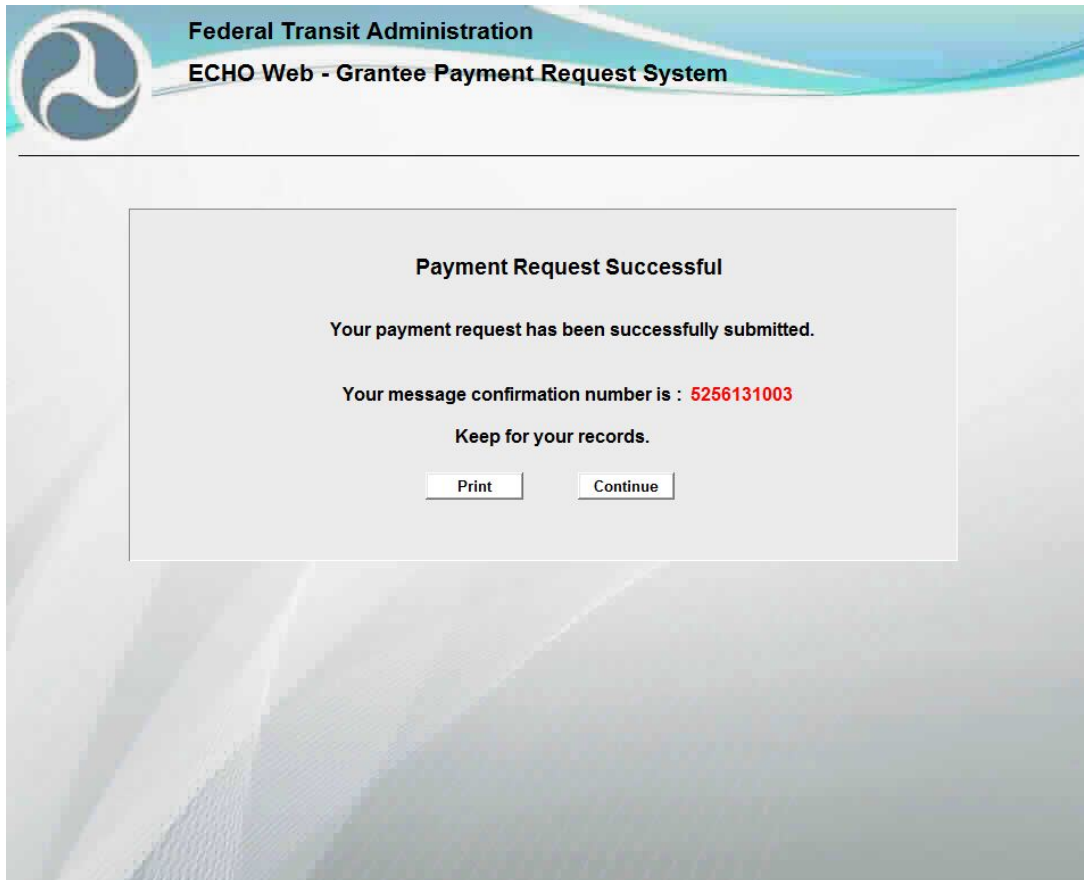 Federal Transit Administration
ECHO Web - Grantee Payment Request System
Payment Request Successful
Your payment request has been successfully submitted.
Your message confirmation number is : 5256131003
Keep for your records.
Print Continue